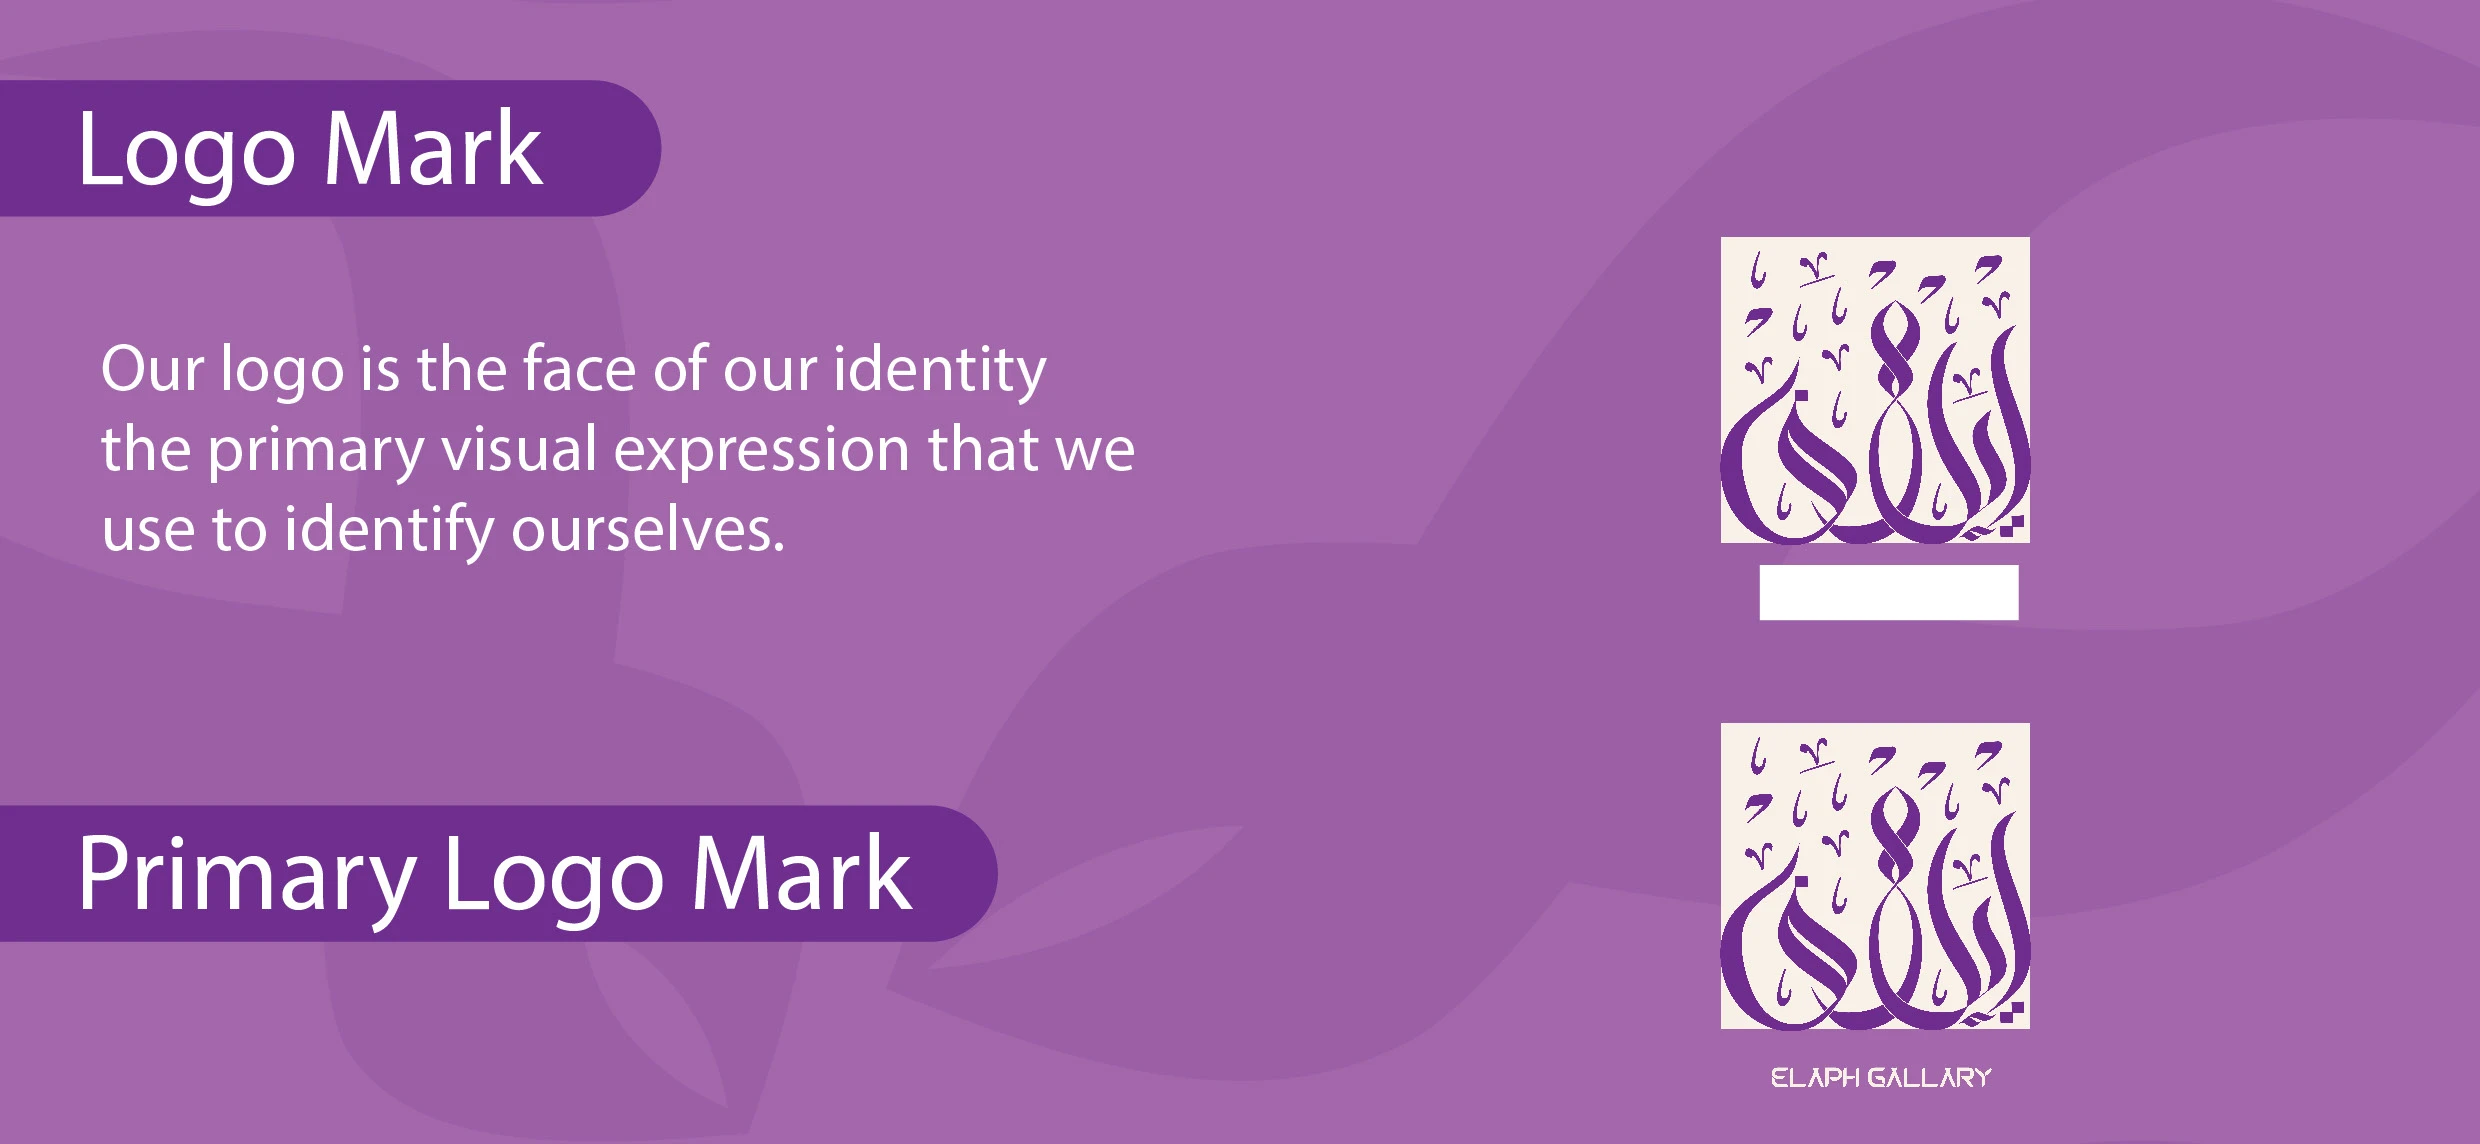 Logo Mark
Our logo is the face of our identity
the primary visual expression that we
use to identify ourselves.
Primary Logo Mark
ELAPH GALLARY